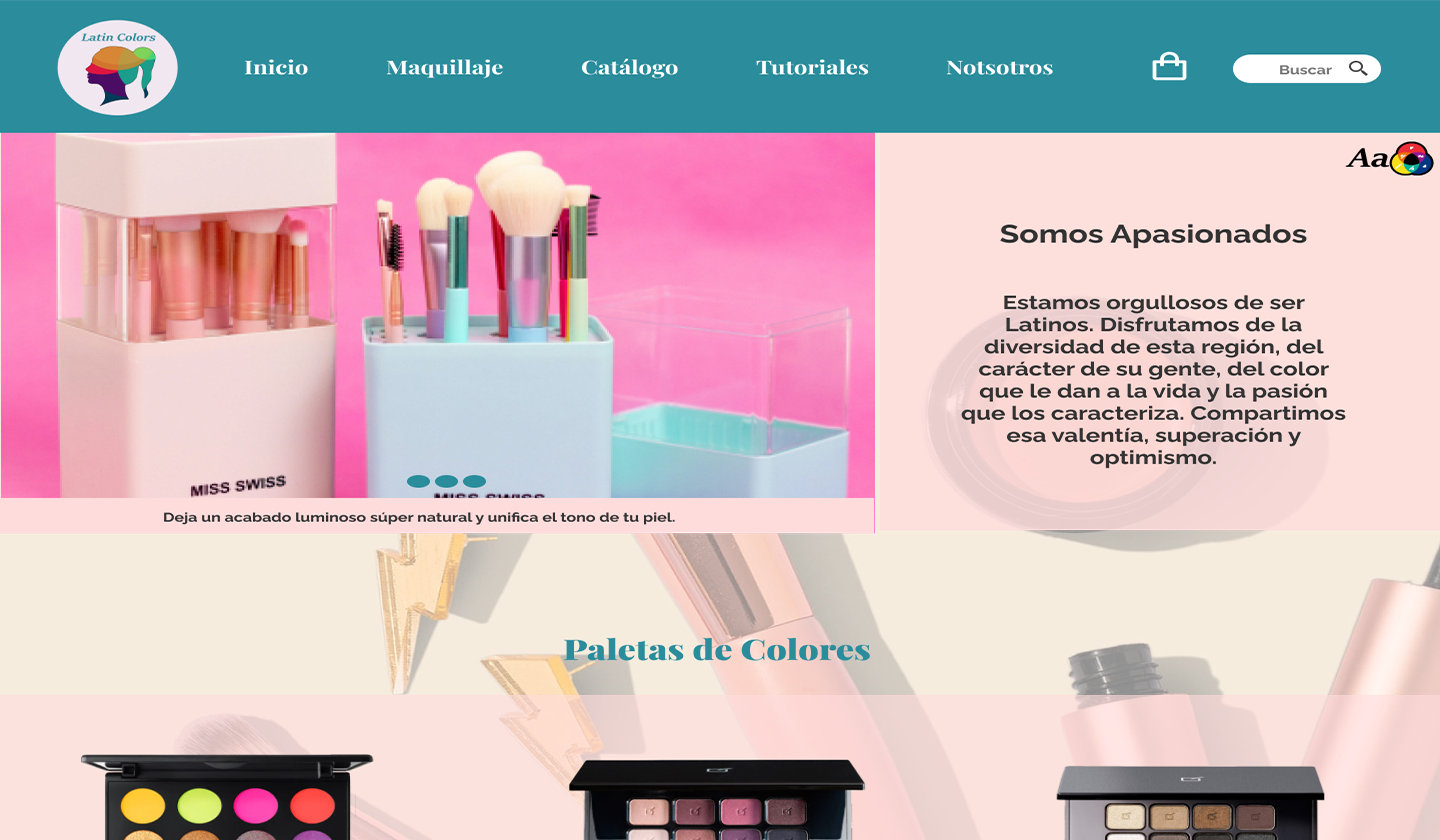 Latin Colors
Inicio
Maquillaje
Catálogo
Tutoriales
Notsotros
Buscar
Aa
Somos Apasionados
Estamos orgullosos de ser
Latinos. Disfrutamos de la
diversidad de esta región, del
carácter de su gente, del color
que le dan a la vida y la pasión
que los caracteriza. Compartimos
esa valentía, superación y
optimismo.
MISS SWISS
MISS SWISS
Deja un acabado luminoso súper natural y unifica el tono de tu piel.
Paletas de Colores